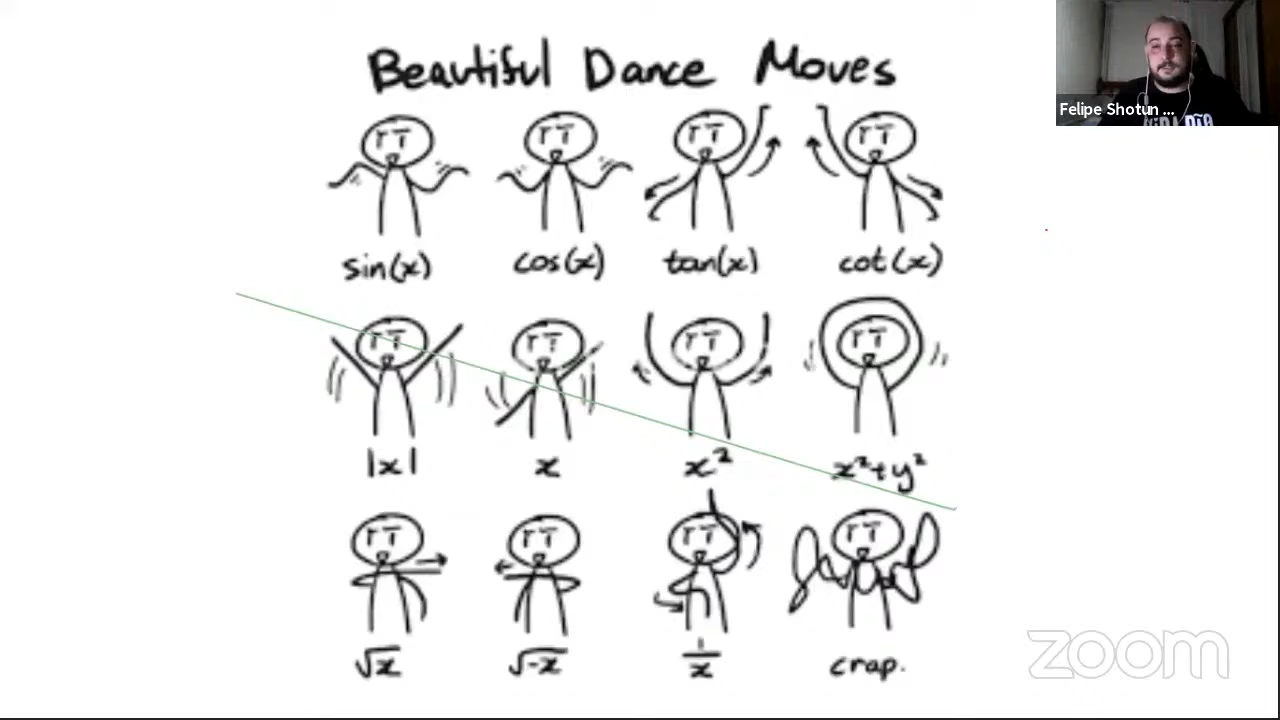 Beautiful Dance Moves
Felipe Shotun ...
sin(x) cos(x) tan(x) cot(x)
|x| x x² x²+y²
√x √-x 1/x crap.
zoom